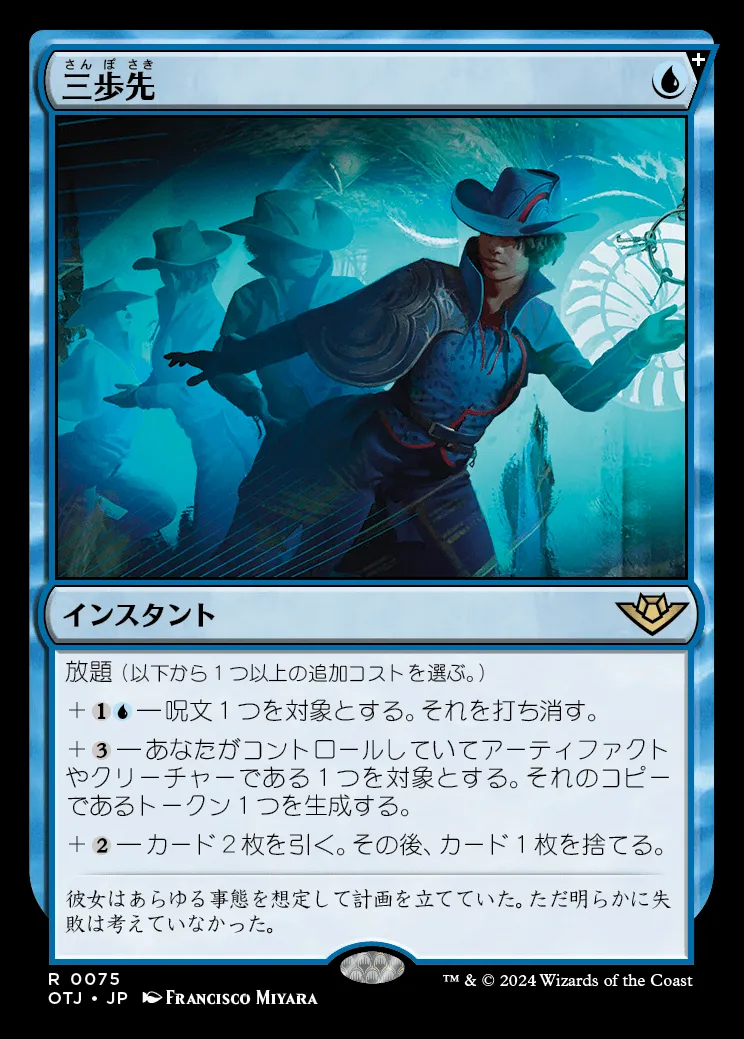 さん ぽ さき
三歩先
+
インスタント
放題（以下から1つ以上の追加コストを選ぶ。）
+ 1 ―呪文1つを対象とする。それを打ち消す。
+ 3 ―あなたがコントロールしていてアーティファクト
やクリーチャーである1つを対象とする。それのコピー
であるトークン1つを生成する。
+ 2 ―カード2枚を引く。その後、カード1枚を捨てる。
彼女はあらゆる事態を想定して計画を立てていた。ただ明らかに失
敗は考えていなかった。
R 0075
OTJ • JP Francisco Miyara
™ & © 2024 Wizards of the Coast